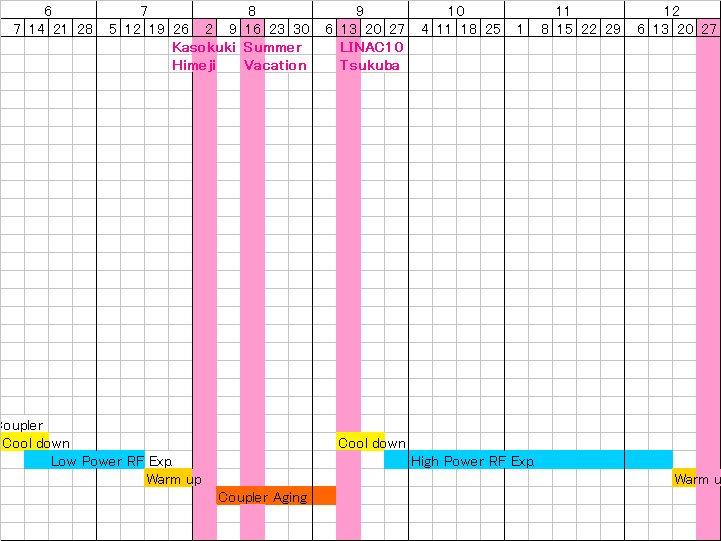 6 7 8 9 10 11 12
7 14 21 28 5 12 19 26 2 9 16 23 30 6 13 20 27 4 11 18 25 1 8 15 22 29 6 13 20 27
Kasokuki Summer LINAC10
Himeji Vacation Tsukuba
Coupler
Cool down Cool down
Low Power RF Exp. High Power RF Exp.
Warm up Warm u
Coupler Aging